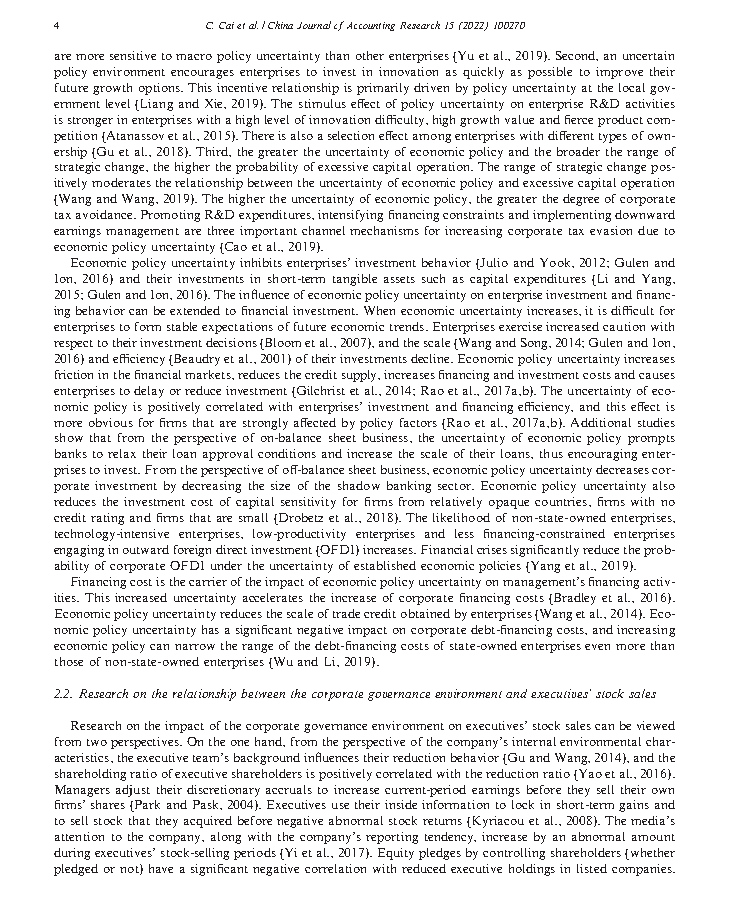 4
C. Cai et al. / China Journal of Accounting Research 15 (2022) 100270
are more sensitive to macro policy uncertainty than other enterprises (Yu et al., 2019). Second, an uncertain
policy environment encourages enterprises to invest in innovation as quickly as possible to improve their
future growth options. This incentive relationship is primarily driven by policy uncertainty at the local gov-
ernment level (Liang and Xie, 2019). The stimulus effect of policy uncertainty on enterprise R&D activities
is stronger in enterprises with a high level of innovation difficulty, high growth value and fierce product com-
petition (Atanassov et al., 2015). There is also a selection effect among enterprises with different types of own-
ership (Gu et al., 2018). Third, the greater the uncertainty of economic policy and the broader the range of
strategic change, the higher the probability of excessive capital operation. The range of strategic change pos-
itively moderates the relationship between the uncertainty of economic policy and excessive capital operation
(Wang and Wang, 2019). The higher the uncertainty of economic policy, the greater the degree of corporate
tax avoidance. Promoting R&D expenditures, intensifying financing constraints and implementing downward
earnings management are three important channel mechanisms for increasing corporate tax evasion due to
economic policy uncertainty (Cao et al., 2019).
Economic policy uncertainty inhibits enterprises' investment behavior (Julio and Yook, 2012; Gulen and
Ion, 2016) and their investments in short-term tangible assets such as capital expenditures (Li and Yang,
2015; Gulen and Ion, 2016). The influence of economic policy uncertainty on enterprise investment and financ-
ing behavior can be extended to financial investment. When economic uncertainty increases, it is difficult for
enterprises to form stable expectations of future economic trends. Enterprises exercise increased caution with
respect to their investment decisions (Bloom et al., 2007), and the scale (Wang and Song, 2014; Gulen and Ion,
2016) and efficiency (Beaudry et al., 2001) of their investments decline. Economic policy uncertainty increases
friction in the financial markets, reduces the credit supply, increases financing and investment costs and causes
enterprises to delay or reduce investment (Gilchrist et al., 2014; Rao et al., 2017a,b). The uncertainty of eco-
nomic policy is positively correlated with enterprises' investment and financing efficiency, and this effect is
more obvious for firms that are strongly affected by policy factors (Rao et al., 2017a,b). Additional studies
show that from the perspective of on-balance sheet business, the uncertainty of economic policy prompts
banks to relax their loan approval conditions and increase the scale of their loans, thus encouraging enter-
prises to invest. From the perspective of off-balance sheet business, economic policy uncertainty decreases cor-
porate investment by decreasing the size of the shadow banking sector. Economic policy uncertainty also
reduces the investment cost of capital sensitivity for firms from relatively opaque countries, firms with no
credit rating and firms that are small (Drobetz et al., 2018). The likelihood of non-state-owned enterprises,
technology-intensive enterprises, low-productivity enterprises and less financing-constrained enterprises
engaging in outward foreign direct investment (OFDI) increases. Financial crises significantly reduce the prob-
ability of corporate OFDI under the uncertainty of established economic policies (Yang et al., 2019).
Financing cost is the carrier of the impact of economic policy uncertainty on management's financing activ-
ities. This increased uncertainty accelerates the increase of corporate financing costs (Bradley et al., 2016).
Economic policy uncertainty reduces the scale of trade credit obtained by enterprises (Wang et al., 2014). Eco-
nomic policy uncertainty has a significant negative impact on corporate debt-financing costs, and increasing
economic policy can narrow the range of the debt-financing costs of state-owned enterprises even more than
those of non-state-owned enterprises (Wu and Li, 2019).
2.2. Research on the relationship between the corporate governance environment and executives' stock sales
Research on the impact of the corporate governance environment on executives' stock sales can be viewed
from two perspectives. On the one hand, from the perspective of the company's internal environmental char-
acteristics, the executive team's background influences their reduction behavior (Gu and Wang, 2014), and the
shareholding ratio of executive shareholders is positively correlated with the reduction ratio (Yao et al., 2016).
Managers adjust their discretionary accruals to increase current-period earnings before they sell their own
firms' shares (Park and Pask, 2004). Executives use their inside information to lock in short-term gains and
to sell stock that they acquired before negative abnormal stock returns (Kyriacou et al., 2008). The media's
attention to the company, along with the company's reporting tendency, increase by an abnormal amount
during executives' stock-selling periods (Yi et al., 2017). Equity pledges by controlling shareholders (whether
pledged or not) have a significant negative correlation with reduced executive holdings in listed companies.